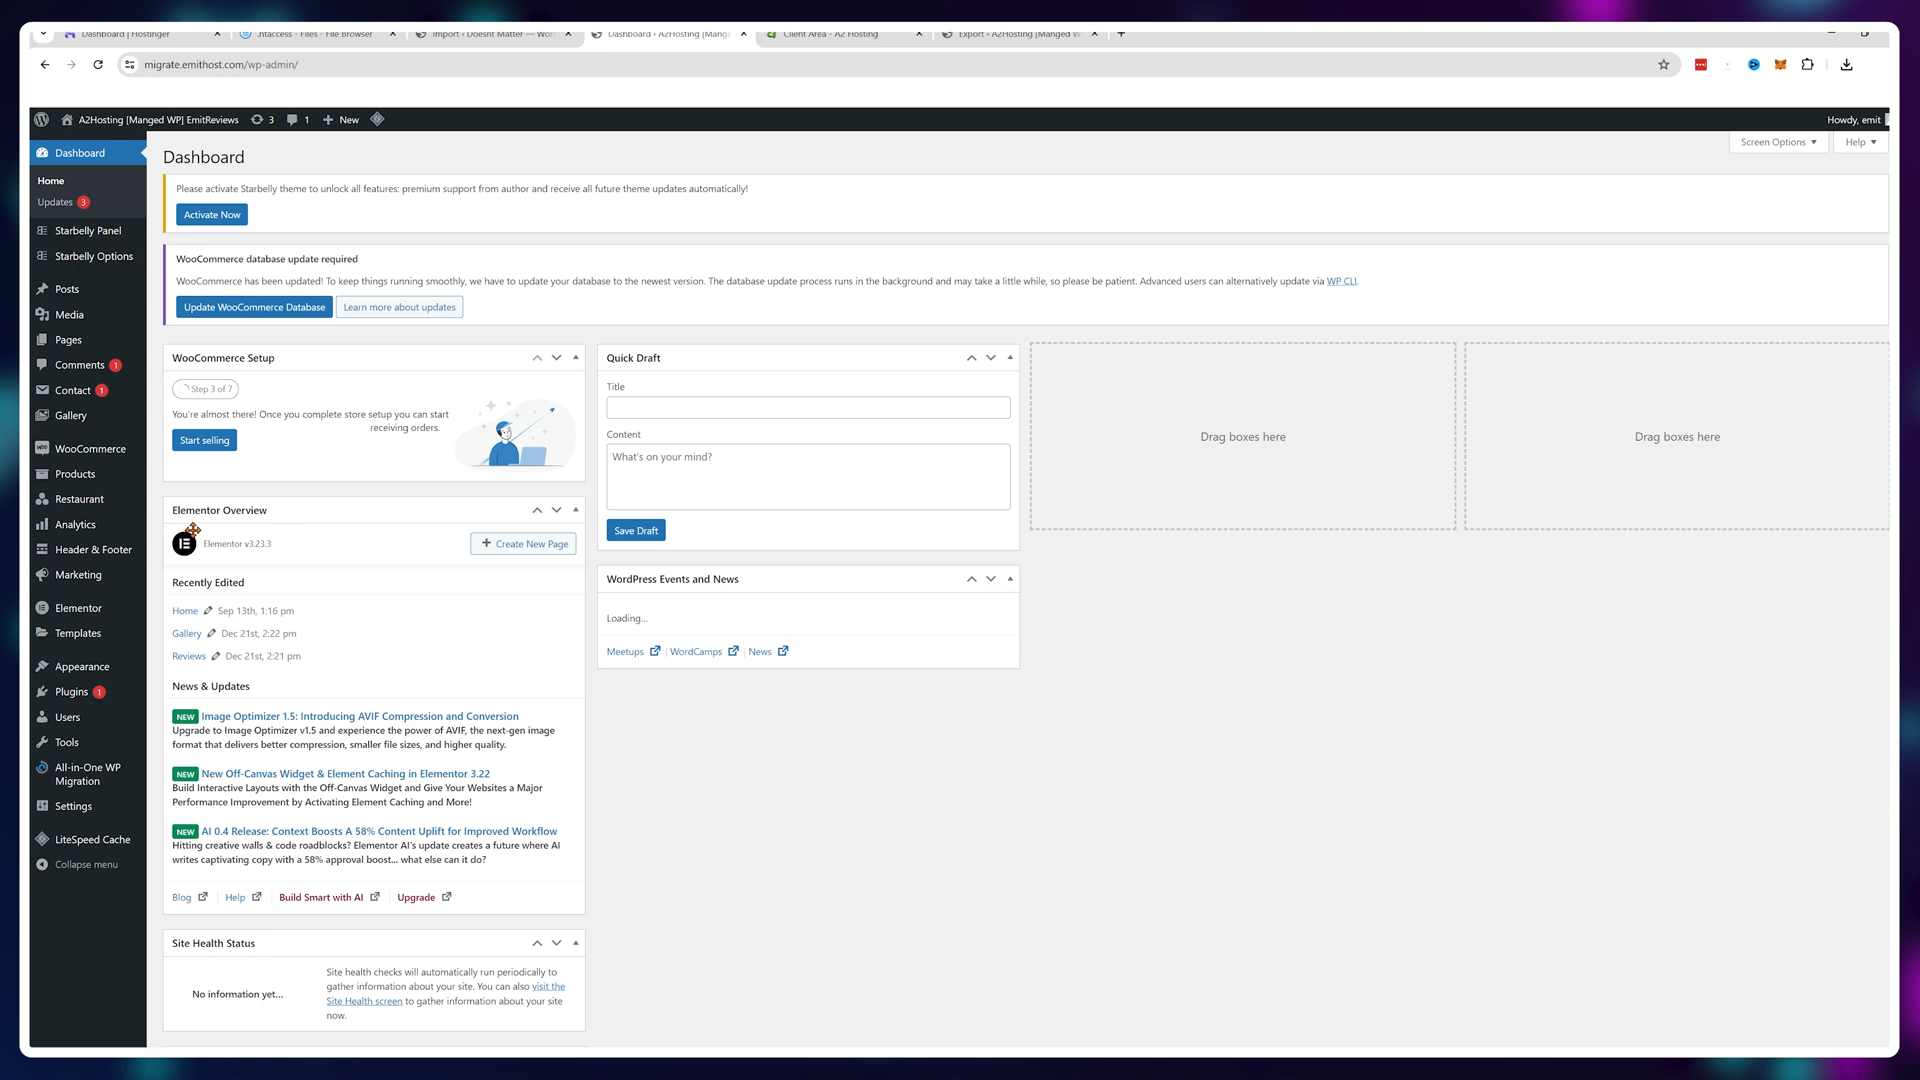 Dashboard | Hostinger
.htaccess - Files - File Browser
Import ‹ Doesnt Matter — Wor
Dashboard ‹ A2Hosting [Mang
Client Area - A2 Hosting
Export ‹ A2Hosting [Manged W
migrate.emithost.com/wp-admin/
A2Hosting [Manged WP] EmitReviews
3
1
New
Howdy, emit
Screen Options
Help
Dashboard
Home
Updates 3
Starbelly Panel
Starbelly Options
Posts
Media
Pages
Comments 1
Contact 1
Gallery
WooCommerce
Products
Restaurant
Analytics
Header & Footer
Marketing
Elementor
Templates
Appearance
Plugins 1
Users
Tools
All-in-One WP
Migration
Settings
LiteSpeed Cache
Collapse menu
Dashboard
Please activate Starbelly theme to unlock all features: premium support from author and receive all future theme updates automatically!
Activate Now
WooCommerce database update required
WooCommerce has been updated! To keep things running smoothly, we have to update your database to the newest version. The database update process runs in the background and may take a little while, so please be patient. Advanced users can alternatively update via WP CLI.
Update WooCommerce Database
Learn more about updates
WooCommerce Setup
Step 3 of 7
You're almost there! Once you complete store setup you can start
receiving orders.
Start selling
Elementor Overview
Elementor v3.23.3
Create New Page
Recently Edited
Home Sep 13th, 1:16 pm
Gallery Dec 21st, 2:22 pm
Reviews Dec 21st, 2:21 pm
News & Updates
NEW Image Optimizer 1.5: Introducing AVIF Compression and Conversion
Upgrade to Image Optimizer v1.5 and experience the power of AVIF, the next-gen image
format that delivers better compression, smaller file sizes, and higher quality.
NEW New Off-Canvas Widget & Element Caching in Elementor 3.22
Build Interactive Layouts with the Off-Canvas Widget and Give Your Websites a Major
Performance Improvement by Activating Element Caching and More!
NEW AI 0.4 Release: Context Boosts A 58% Content Uplift for Improved Workflow
Hitting creative walls & code roadblocks? Elementor AI's update creates a future where AI
writes captivating copy with a 58% approval boost... what else can it do?
Blog
Help
Build Smart with AI
Upgrade
Site Health Status
No information yet...
Site health checks will automatically run periodically to
gather information about your site. You can also visit the
Site Health screen to gather information about your site
now.
Quick Draft
Title
Content
What's on your mind?
Save Draft
WordPress Events and News
Loading...
Meetups
WordCamps
News
Drag boxes here
Drag boxes here